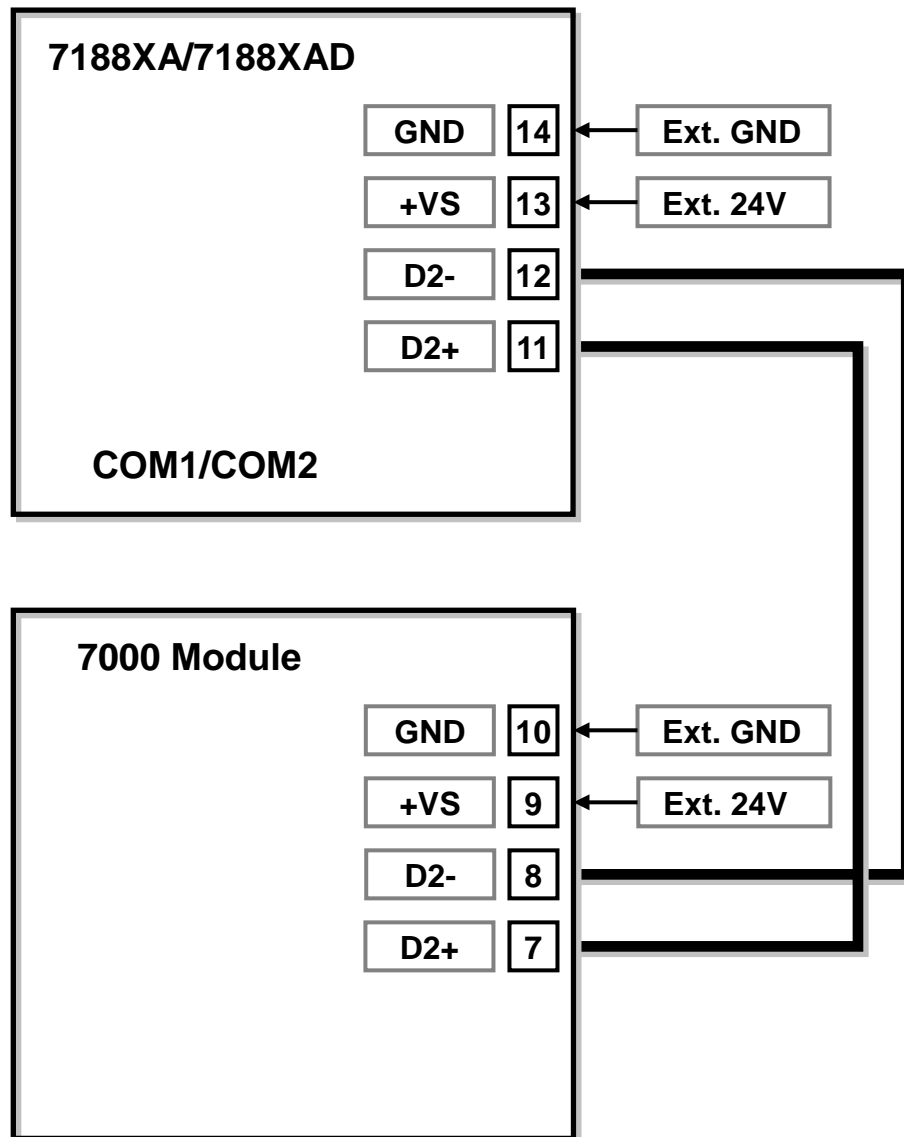 7188XA/7188XAD
GND 14 Ext. GND
+VS 13 Ext. 24V
D2- 12
D2+ 11
COM1/COM2
7000 Module
GND 10 Ext. GND
+VS 9 Ext. 24V
D2- 8
D2+ 7